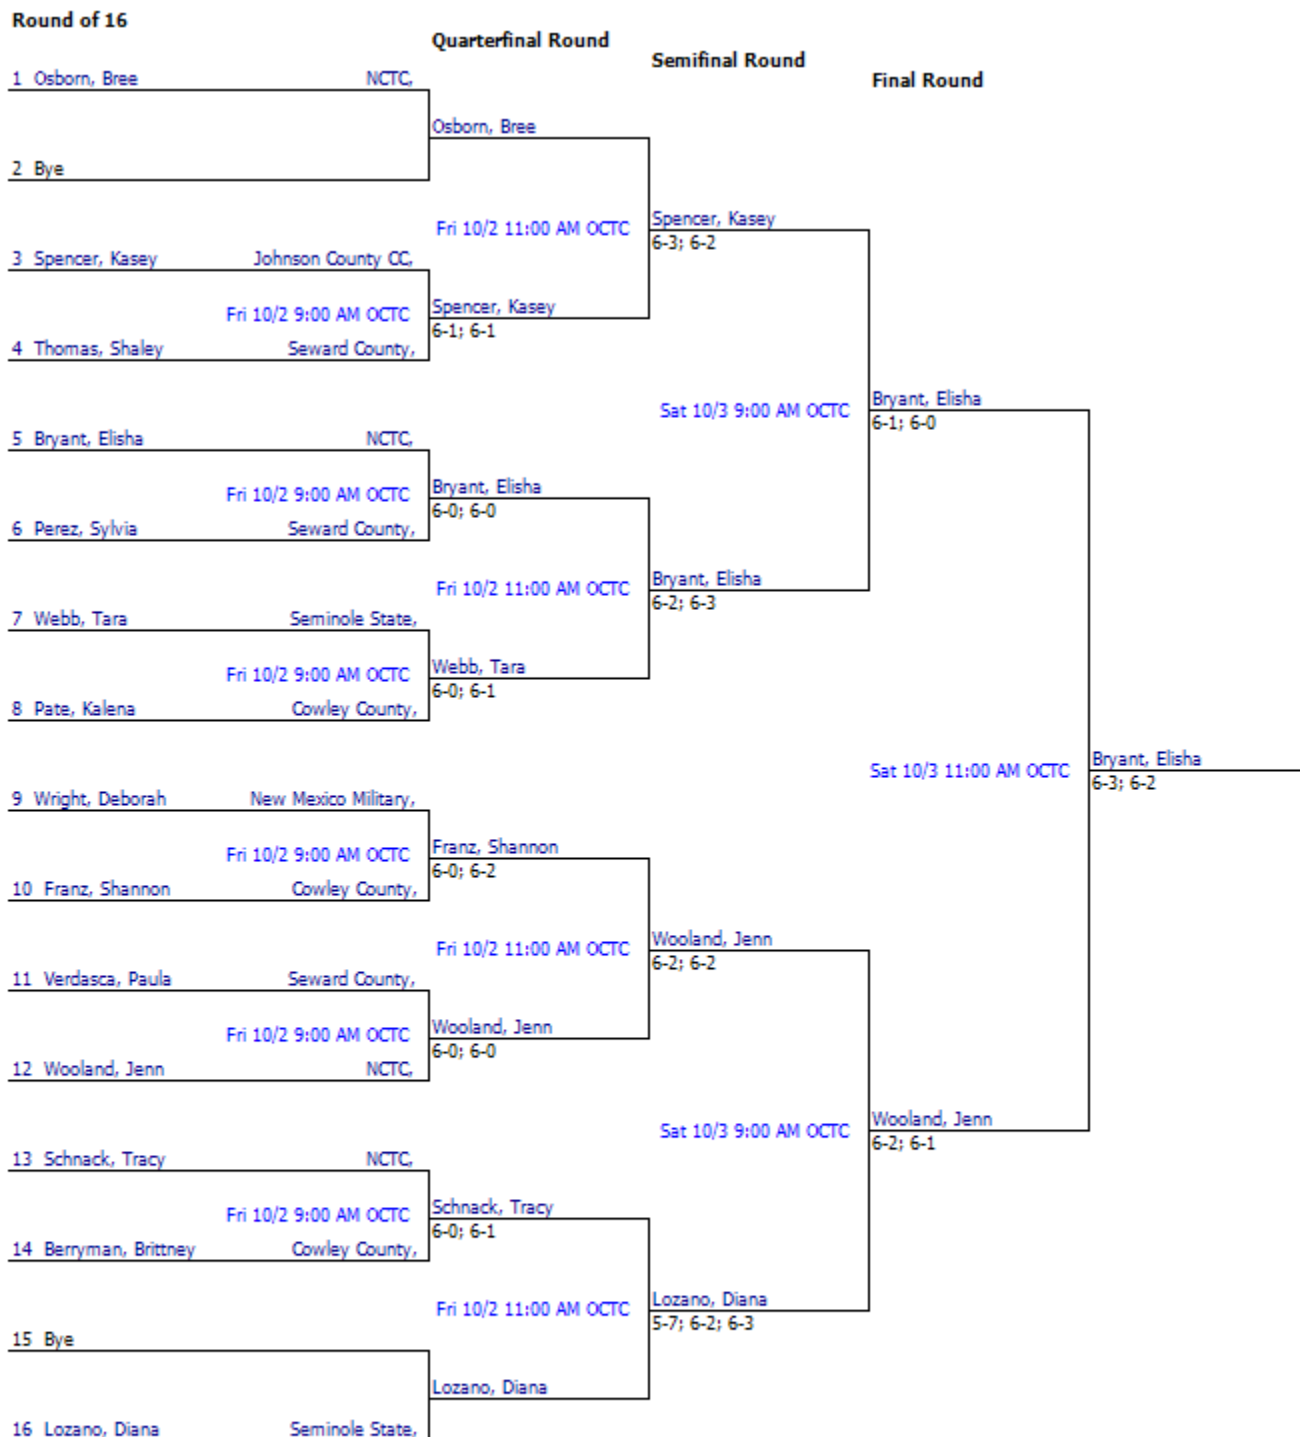 Round of 16
Quarterfinal Round
Semifinal Round
Final Round
1 Osborn, Bree NCTC,
Osborn, Bree
2 Bye
Fri 10/2 11:00 AM OCTC Spencer, Kasey
6-3; 6-2
3 Spencer, Kasey Johnson County CC,
Fri 10/2 9:00 AM OCTC Spencer, Kasey
6-1; 6-1
4 Thomas, Shaley Seward County,
Sat 10/3 9:00 AM OCTC Bryant, Elisha
6-1; 6-0
5 Bryant, Elisha NCTC,
Fri 10/2 9:00 AM OCTC Bryant, Elisha
6-0; 6-0
6 Perez, Sylvia Seward County,
Fri 10/2 11:00 AM OCTC Bryant, Elisha
6-2; 6-3
7 Webb, Tara Seminole State,
Fri 10/2 9:00 AM OCTC Webb, Tara
6-0; 6-1
8 Pate, Kalena Cowley County,
Sat 10/3 11:00 AM OCTC Bryant, Elisha
6-3; 6-2
9 Wright, Deborah New Mexico Military,
Fri 10/2 9:00 AM OCTC Franz, Shannon
6-0; 6-2
10 Franz, Shannon Cowley County,
Fri 10/2 11:00 AM OCTC Wooland, Jenn
6-2; 6-2
11 Verdasca, Paula Seward County,
Fri 10/2 9:00 AM OCTC Wooland, Jenn
6-0; 6-0
12 Wooland, Jenn NCTC,
Sat 10/3 9:00 AM OCTC Wooland, Jenn
6-2; 6-1
13 Schnack, Tracy NCTC,
Fri 10/2 9:00 AM OCTC Schnack, Tracy
6-0; 6-1
14 Berryman, Brittney Cowley County,
Fri 10/2 11:00 AM OCTC Lozano, Diana
5-7; 6-2; 6-3
15 Bye
Lozano, Diana
16 Lozano, Diana Seminole State,